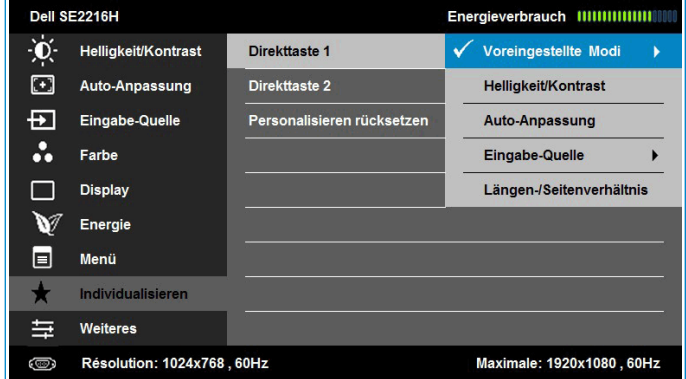 Dell SE2216H Energieverbrauch
Helligkeit/Kontrast Direkttaste 1 Voreingestellte Modi
Auto-Anpassung Direkttaste 2 Helligkeit/Kontrast
Eingabe-Quelle Personalisieren rücksetzen Auto-Anpassung
Farbe Eingabe-Quelle
Display Längen-/Seitenverhältnis
Energie
Menü
Individualisieren
Weiteres
Résolution: 1024x768 , 60Hz Maximale: 1920x1080 , 60Hz